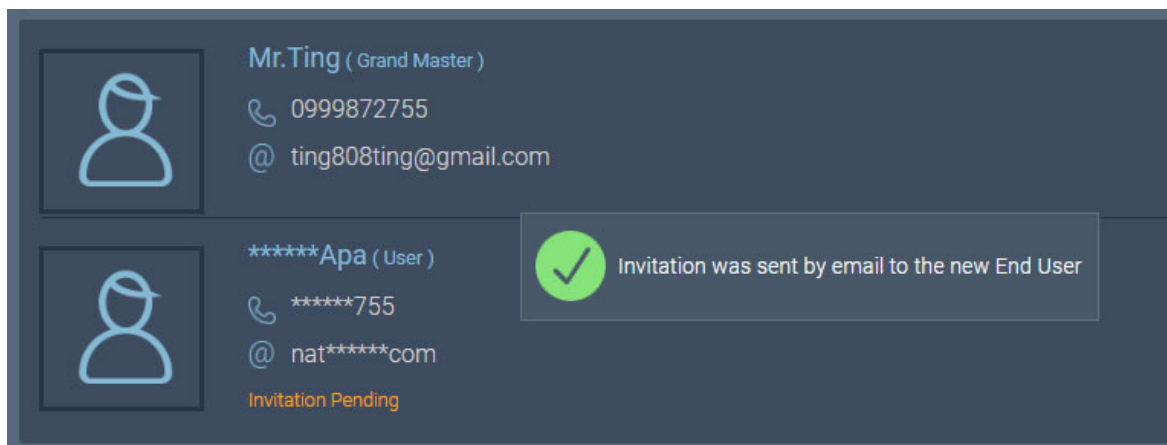 Mr.Ting ( Grand Master )
0999872755
@ ting808ting@gmail.com
******Apa ( User )
******755
@ nat******com
Invitation Pending
Invitation was sent by email to the new End User